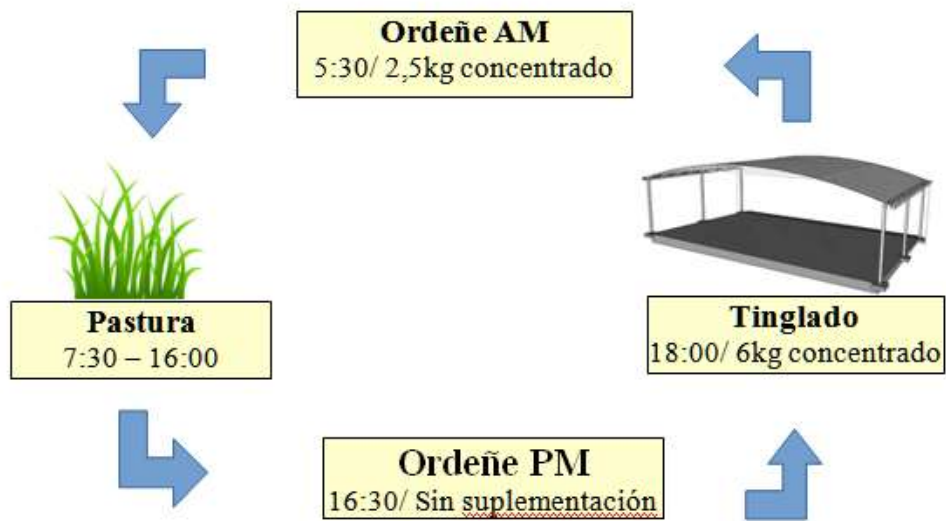 Ordeñe AM
5:30/ 2,5kg concentrado
Pastura
7:30 – 16:00
Tinglado
18:00/ 6kg concentrado
Ordeñe PM
16:30/ Sin suplementación